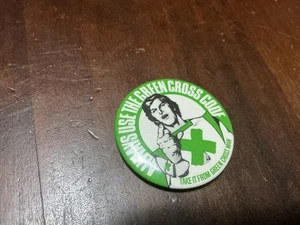 ALWAYS USE THE GREEN CROSS CODE
TAKE IT FROM GREEN CROSS MAN